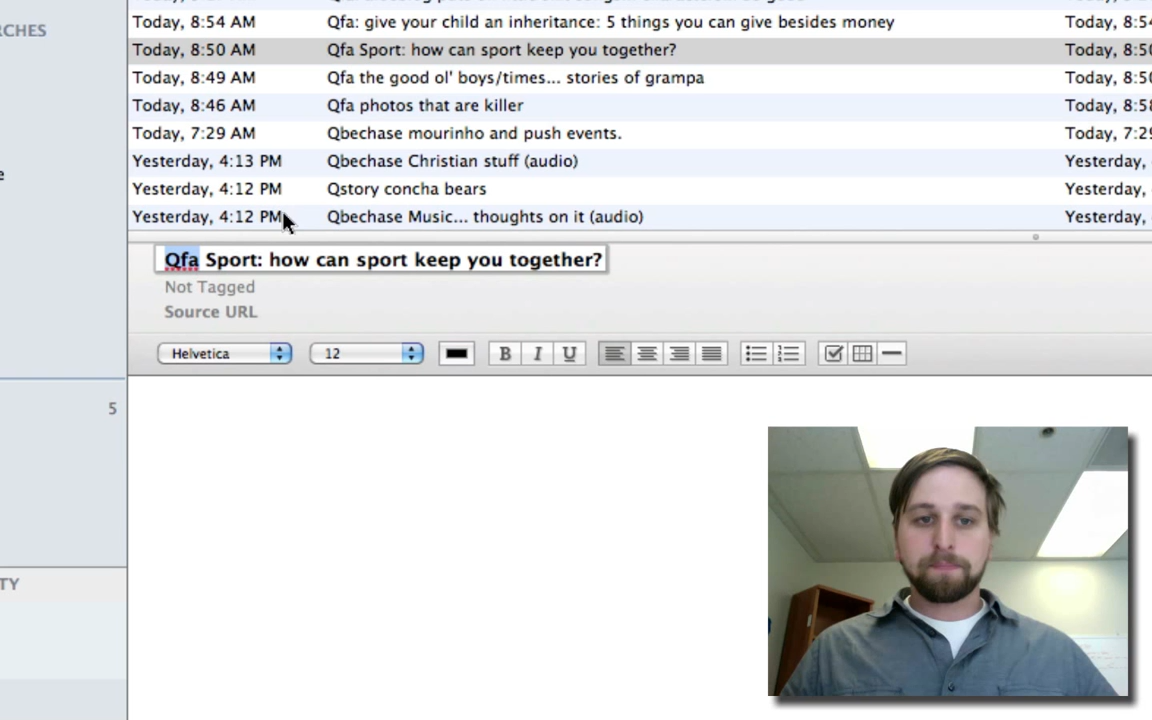 RCHES
Today, 8:54 AM Qfa: give your child an inheritance: 5 things you can give besides money Today, 8:54
Today, 8:50 AM Qfa Sport: how can sport keep you together? Today, 8:50
Today, 8:49 AM Qfa the good ol' boys/times... stories of grampa Today, 8:50
Today, 8:46 AM Qfa photos that are killer Today, 8:58
Today, 7:29 AM Qbechase mourinho and push events. Today, 7:29
Yesterday, 4:13 PM Qbechase Christian stuff (audio) Yesterday,
Yesterday, 4:12 PM Qstory concha bears Yesterday,
Yesterday, 4:12 PM Qbechase Music... thoughts on it (audio) Yesterday,
Qfa Sport: how can sport keep you together?
Not Tagged
Source URL
Helvetica 12 B I U
5
TY